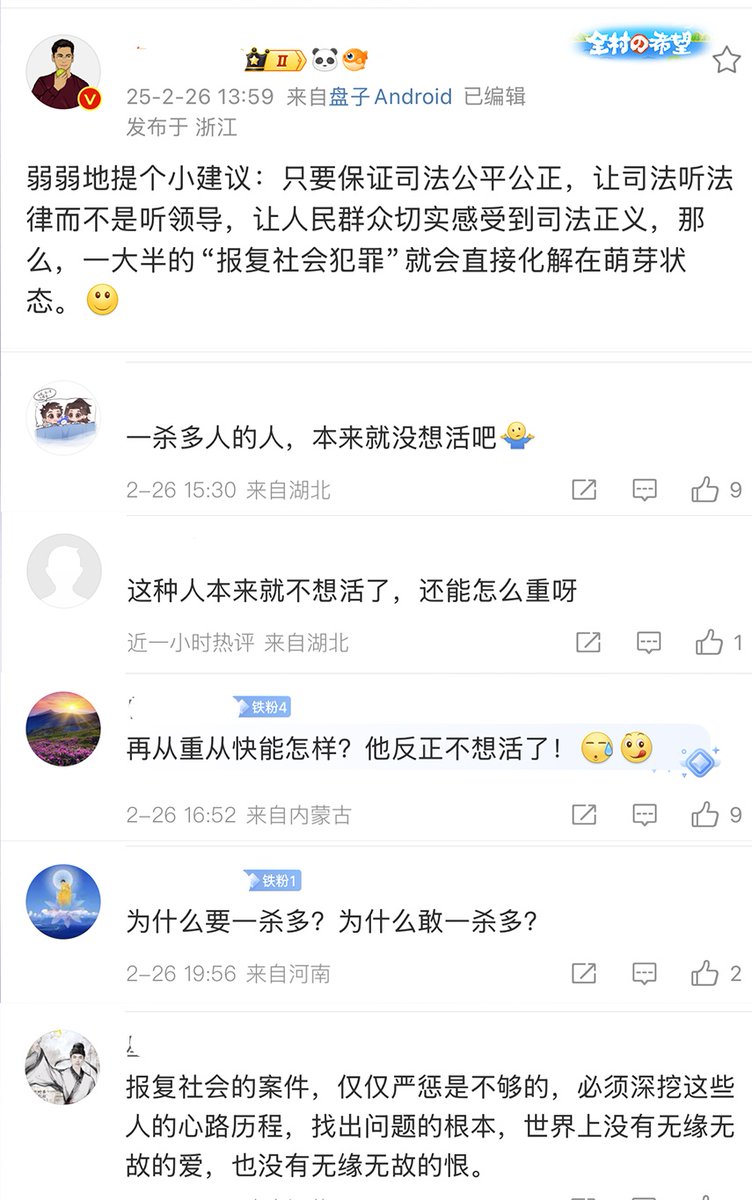 全村の希望
II
25-2-26 13:59 来自盘子Android 已编辑
发布于 浙江
弱弱地提个小建议：只要保证司法公平公正，让司法听法
律而不是听领导，让人民群众切实感受到司法正义，那
么，一大半的“报复社会犯罪”就会直接化解在萌芽状
态。
一杀多人的人，本来就没想活吧
2-26 15:30 来自湖北
9
这种人本来就不想活了，还能怎么重呀
近一小时热评 来自湖北
1
铁粉4
再从重从快能怎样？他反正不想活了！
2-26 16:52 来自内蒙古
9
铁粉1
为什么要一杀多？为什么敢一杀多？
2-26 19:56 来自河南
2
报复社会的案件，仅仅严惩是不够的，必须深挖这些
人的心路历程，找出问题的根本，世界上没有无缘无
故的爱，也没有无缘无故的恨。